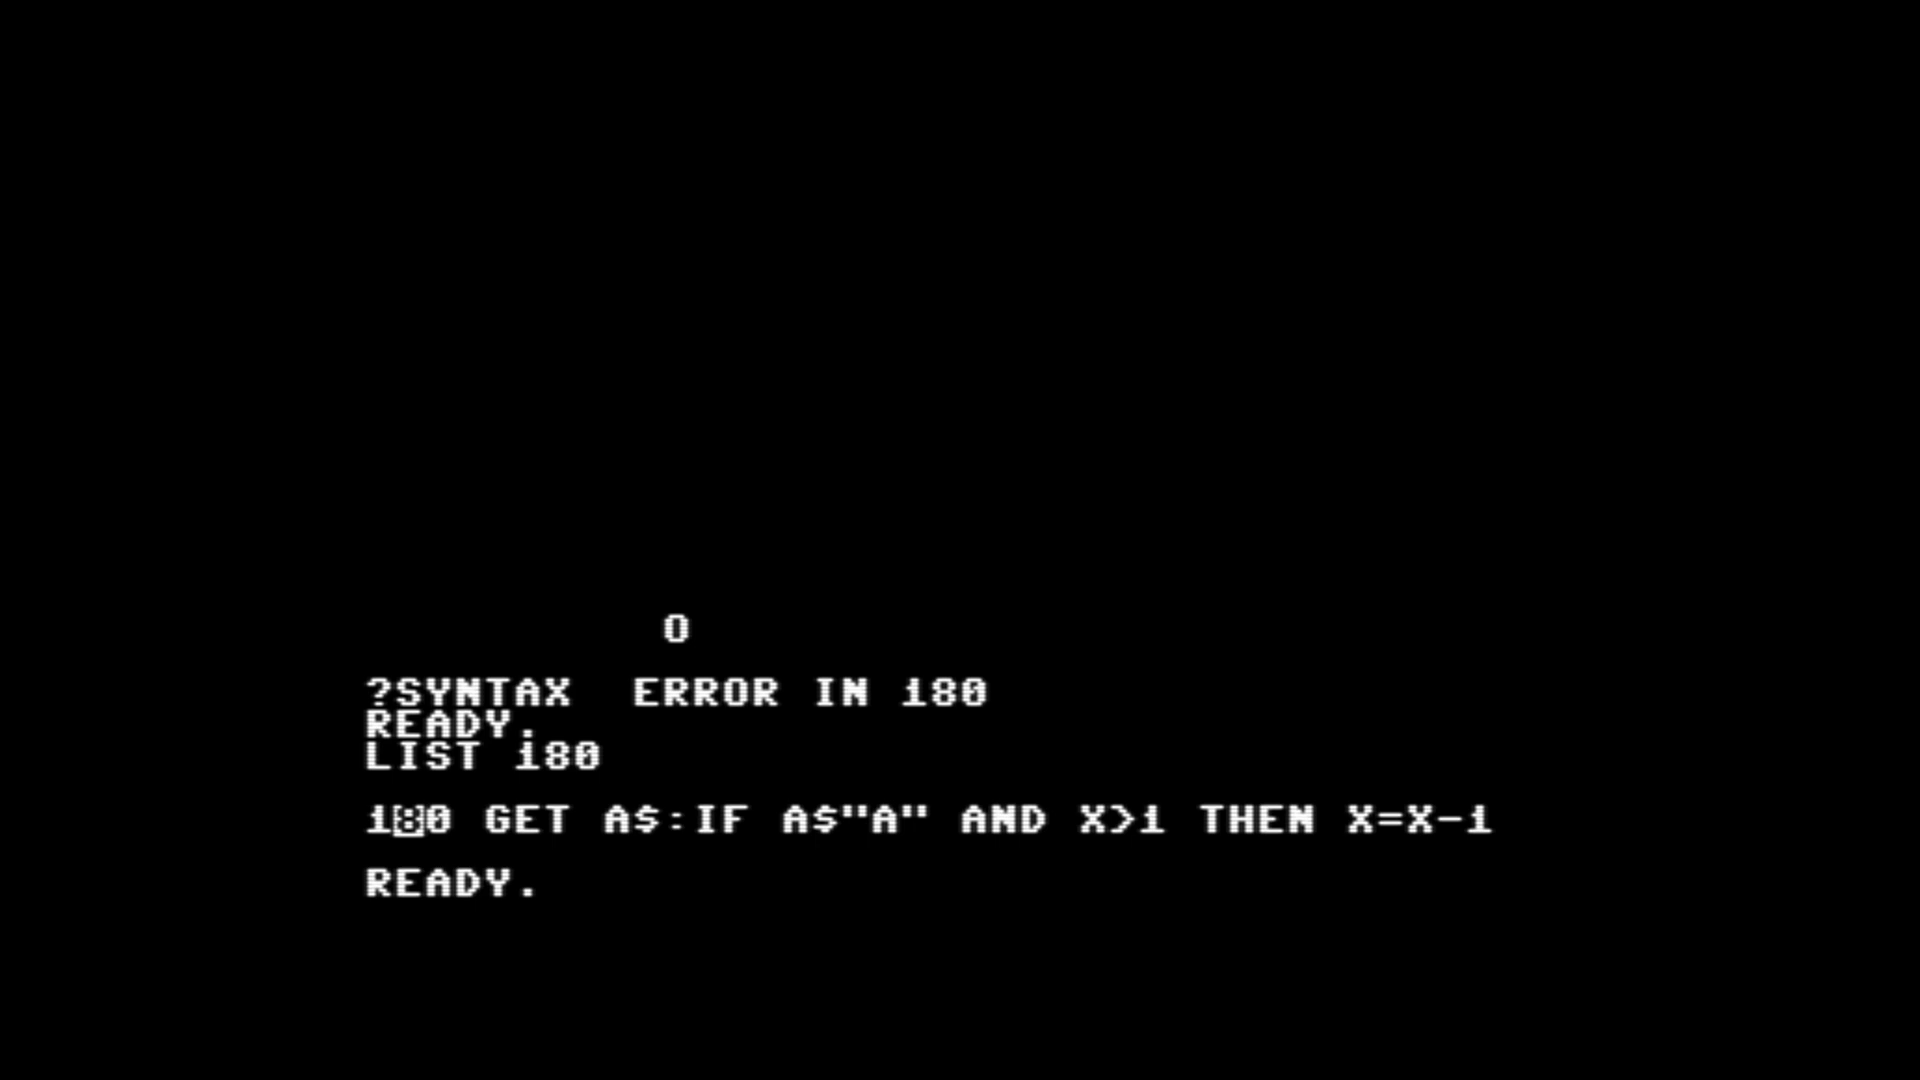 O
?SYNTAX  ERROR IN 180
READY.
LIST 180
180 GET A$:IF A$"A" AND X>1 THEN X=X-1
READY.